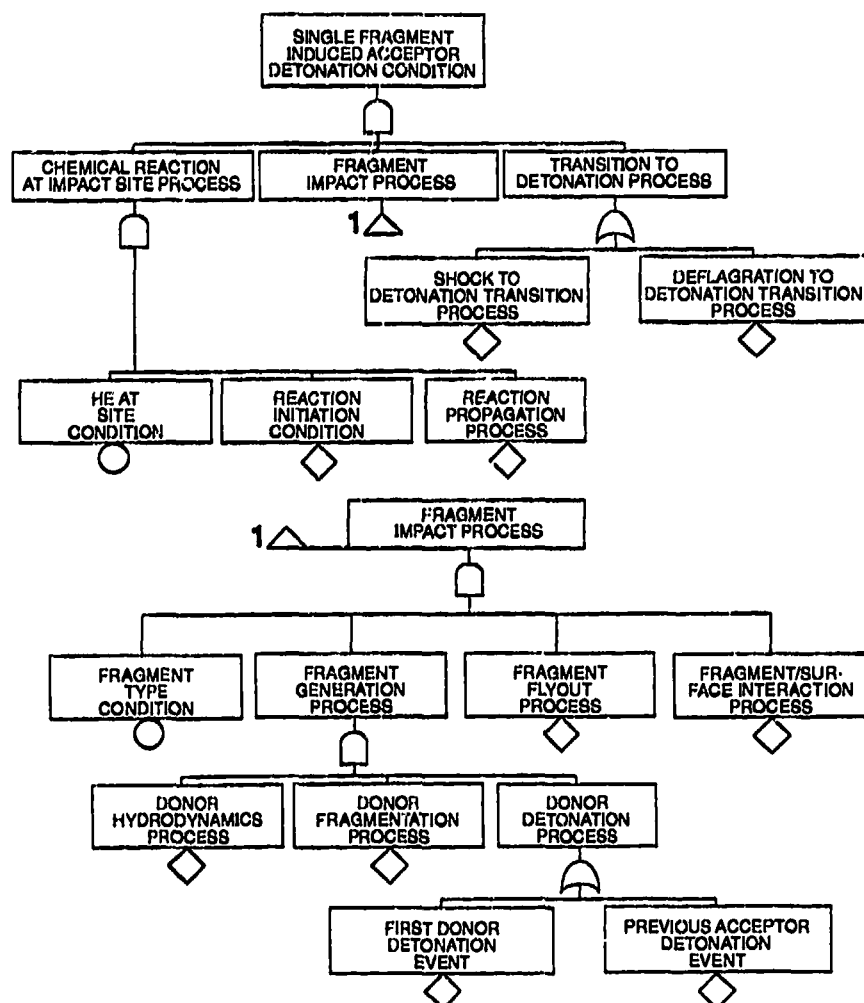 SINGLE FRAGMENT
INDUCED ACCEPTOR
DETONATION CONDITION
CHEMICAL REACTION
AT IMPACT SITE PROCESS
FRAGMENT
IMPACT PROCESS
TRANSITION TO
DETONATION PROCESS
1
SHOCK TO
DETONATION TRANSITION
PROCESS
DEFLAGRATION TO
DETONATION TRANSITION
PROCESS
HE AT
SITE
CONDITION
REACTION
INITIATION
CONDITION
REACTION
PROPAGATION
PROCESS
1
FRAGMENT
IMPACT PROCESS
FRAGMENT
TYPE
CONDITION
FRAGMENT
GENERATION
PROCESS
FRAGMENT
FLYOUT
PROCESS
FRAGMENT/SUR-
FACE INTERACTION
PROCESS
DONOR
HYDRODYNAMICS
PROCESS
DONOR
FRAGMENTATION
PROCESS
DONOR
DETONATION
PROCESS
FIRST DONOR
DETONATION
EVENT
PREVIOUS ACCEPTOR
DETONATION
EVENT